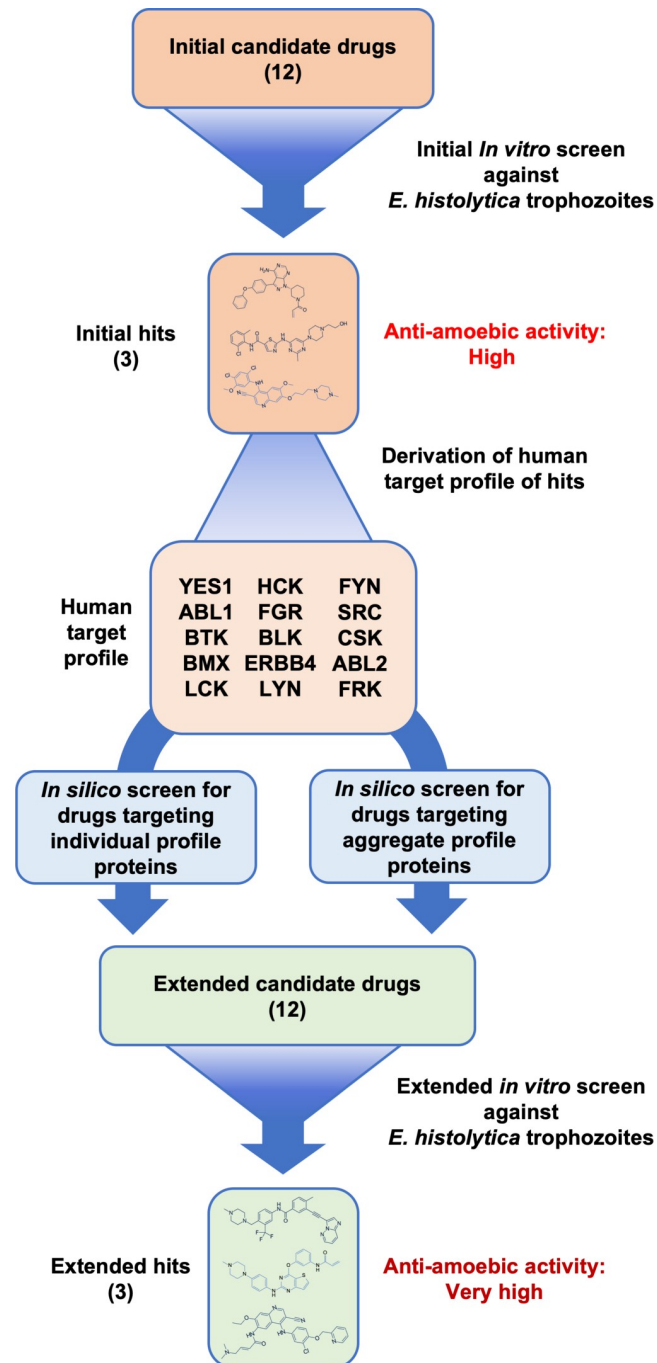 Initial candidate drugs
(12)
Initial In vitro screen
against
E. histolytica trophozoites
Initial hits
(3)
Anti-amoebic activity:
High
Derivation of human
target profile of hits
Human
target
profile
YES1 HCK FYN
ABL1 FGR SRC
BTK BLK CSK
BMX ERBB4 ABL2
LCK LYN FRK
In silico screen for
drugs targeting
individual profile
proteins
In silico screen for
drugs targeting
aggregate profile
proteins
Extended candidate drugs
(12)
Extended in vitro screen
against
E. histolytica trophozoites
Extended hits
(3)
Anti-amoebic activity:
Very high